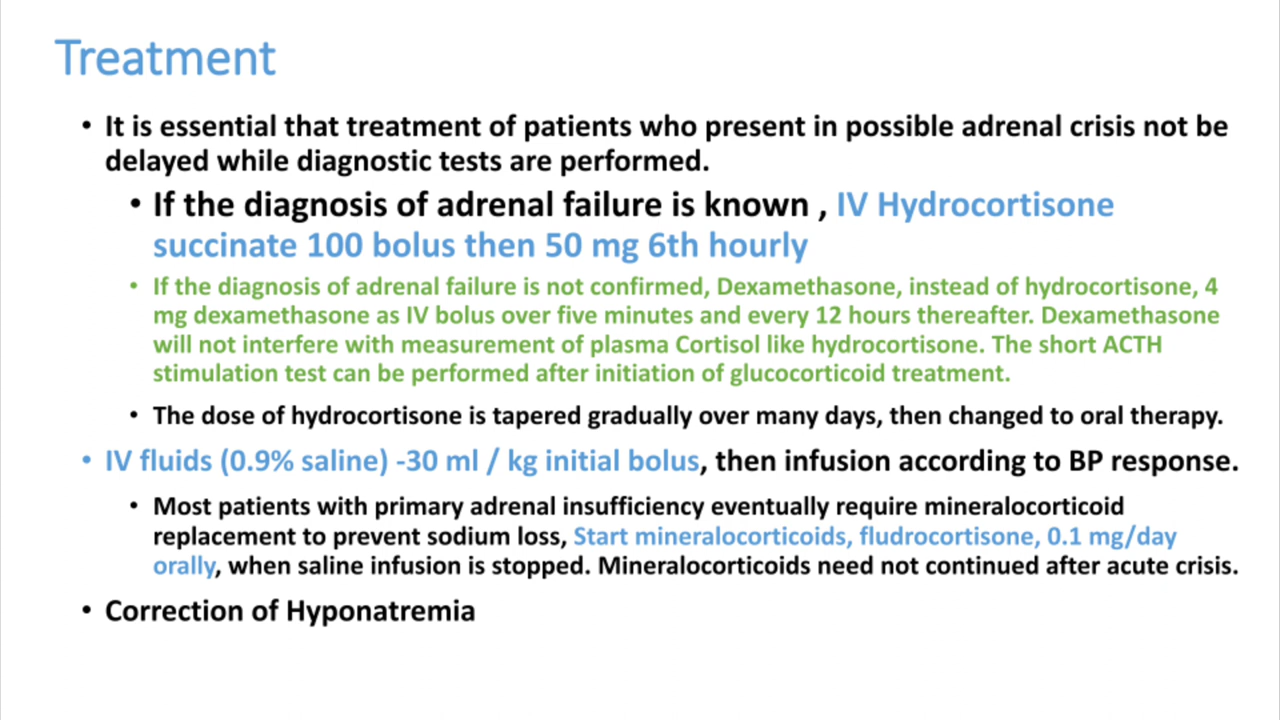 Treatment
• It is essential that treatment of patients who present in possible adrenal crisis not be
delayed while diagnostic tests are performed.
• If the diagnosis of adrenal failure is known , IV Hydrocortisone
succinate 100 bolus then 50 mg 6th hourly
• If the diagnosis of adrenal failure is not confirmed, Dexamethasone, instead of hydrocortisone, 4
mg dexamethasone as IV bolus over five minutes and every 12 hours thereafter. Dexamethasone
will not interfere with measurement of plasma Cortisol like hydrocortisone. The short ACTH
stimulation test can be performed after initiation of glucocorticoid treatment.
• The dose of hydrocortisone is tapered gradually over many days, then changed to oral therapy.
• IV fluids (0.9% saline) -30 ml / kg initial bolus, then infusion according to BP response.
• Most patients with primary adrenal insufficiency eventually require mineralocorticoid
replacement to prevent sodium loss, Start mineralocorticoids, fludrocortisone, 0.1 mg/day
orally, when saline infusion is stopped. Mineralocorticoids need not continued after acute crisis.
• Correction of Hyponatremia